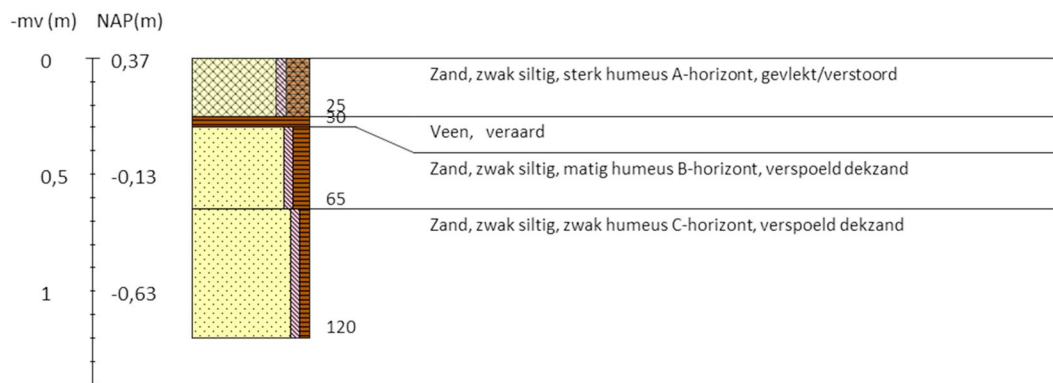 -mv (m) NAP(m)
0 0,37
Zand, zwak siltig, sterk humeus A-horizont, gevlekt/verstoord
25
30
Veen, veraard
Zand, zwak siltig, matig humeus B-horizont, verspoeld dekzand
0,5 -0,13
65
Zand, zwak siltig, zwak humeus C-horizont, verspoeld dekzand
1 -0,63
120